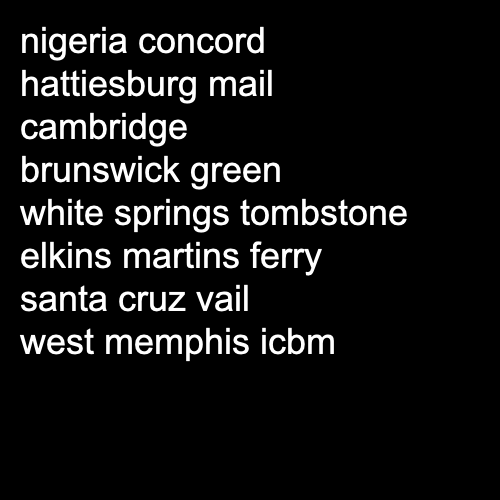 nigeria concord
hattiesburg mail
cambridge
brunswick green
white springs tombstone
elkins martins ferry
santa cruz vail
west memphis icbm